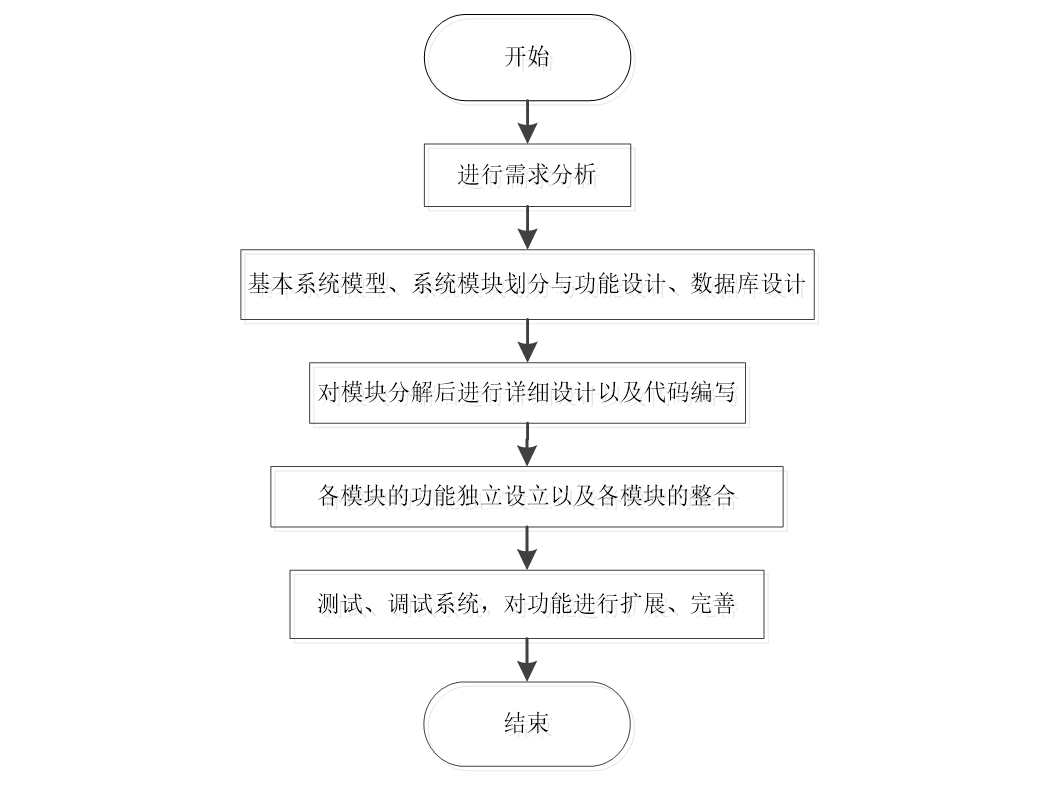 开始
进行需求分析
基本系统模型、系统模块划分与功能设计、数据库设计
对模块分解后进行详细设计以及代码编写
各模块的功能独立设立以及各模块的整合
测试、调试系统，对功能进行扩展、完善
结束